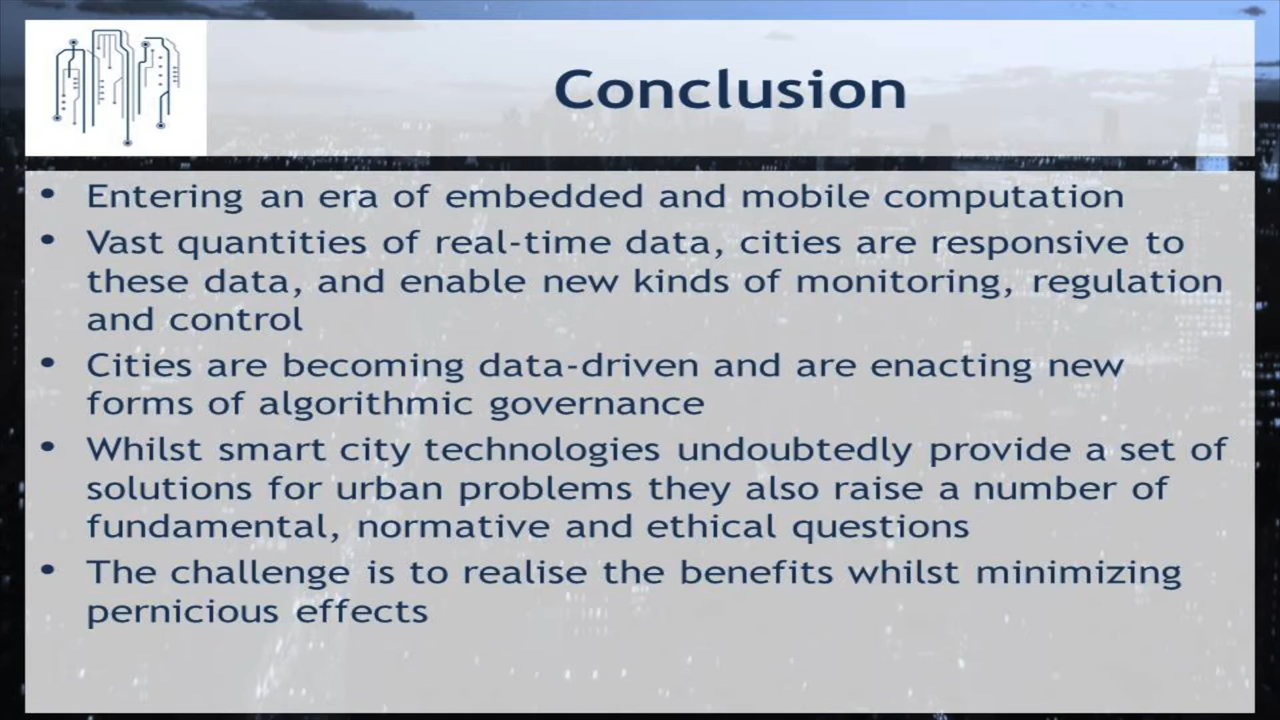 Conclusion
• Entering an era of embedded and mobile computation
• Vast quantities of real-time data, cities are responsive to
these data, and enable new kinds of monitoring, regulation
and control
• Cities are becoming data-driven and are enacting new
forms of algorithmic governance
• Whilst smart city technologies undoubtedly provide a set of
solutions for urban problems they also raise a number of
fundamental, normative and ethical questions
• The challenge is to realise the benefits whilst minimizing
pernicious effects